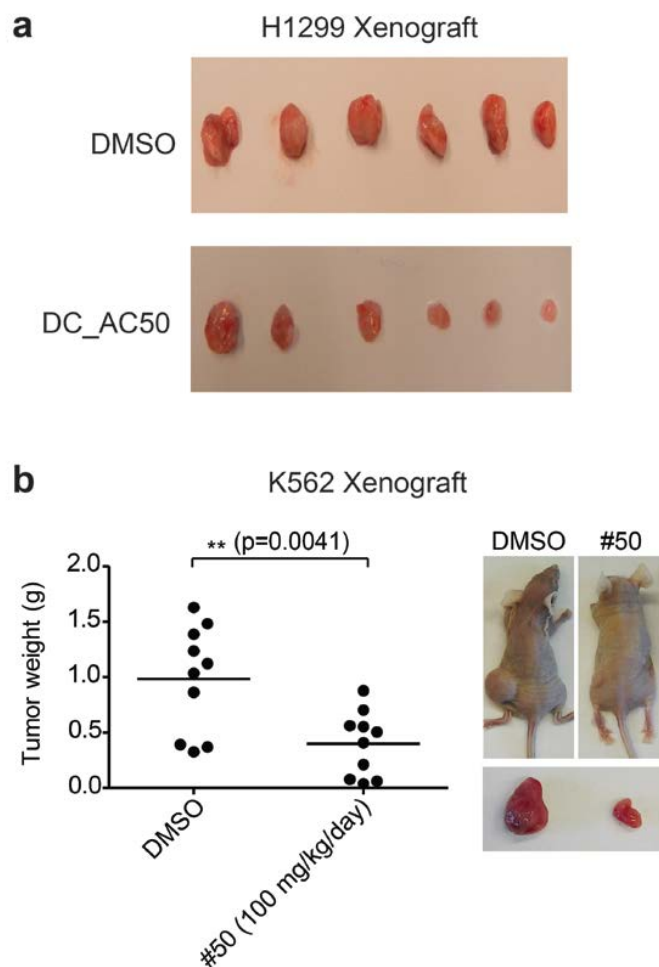 a
H1299 Xenograft
DMSO
DC_AC50
b
K562 Xenograft
** (p=0.0041)
DMSO #50
2.0
1.5
1.0
0.5
0.0
Tumor weight (g)
DMSO
#50 (100 mg/kg/day)